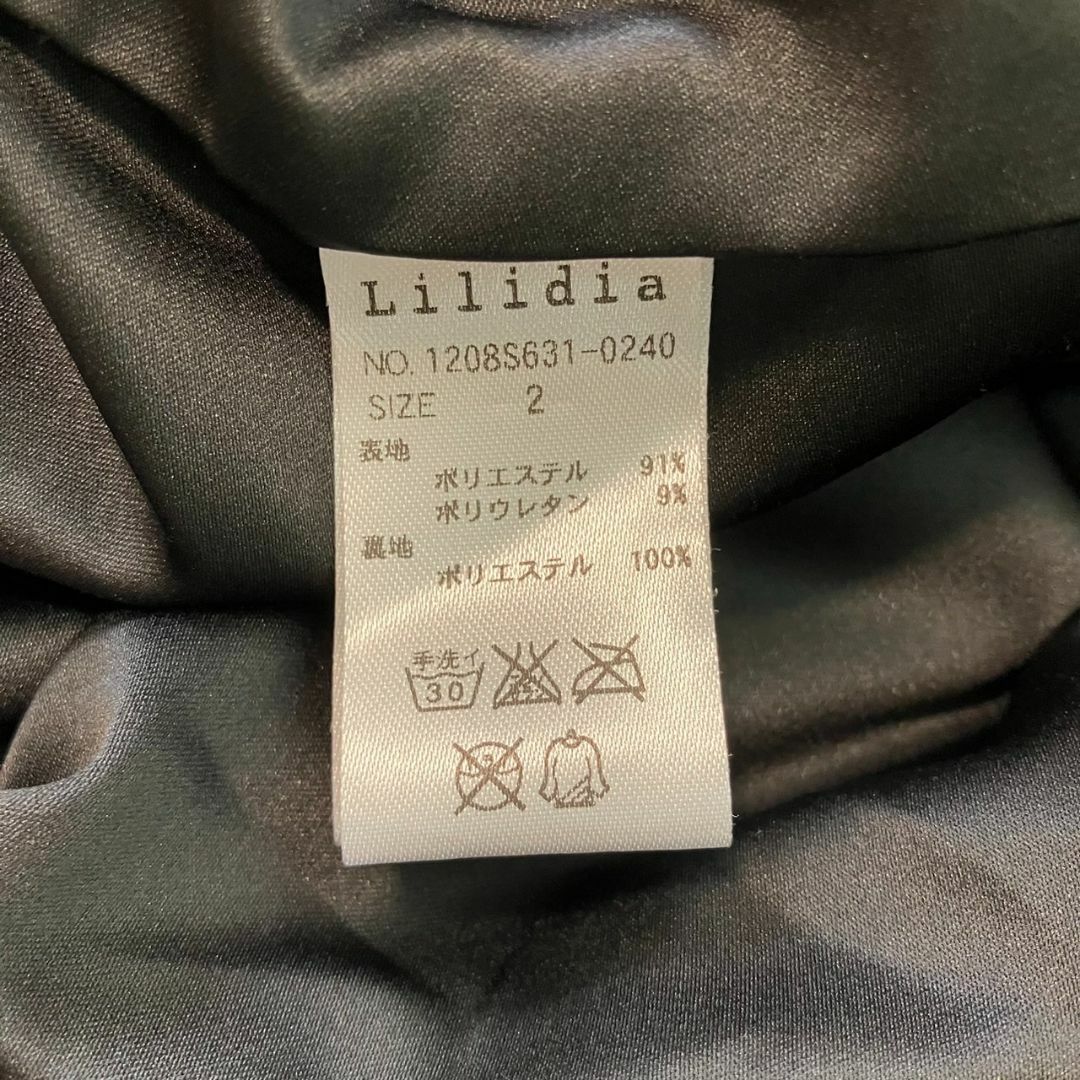 Lilidia
NO. 1208S631-0240
SIZE 2
表地
ポリエステル 91%
ポリウレタン 9%
裏地
ポリエステル 100%
手洗イ
30